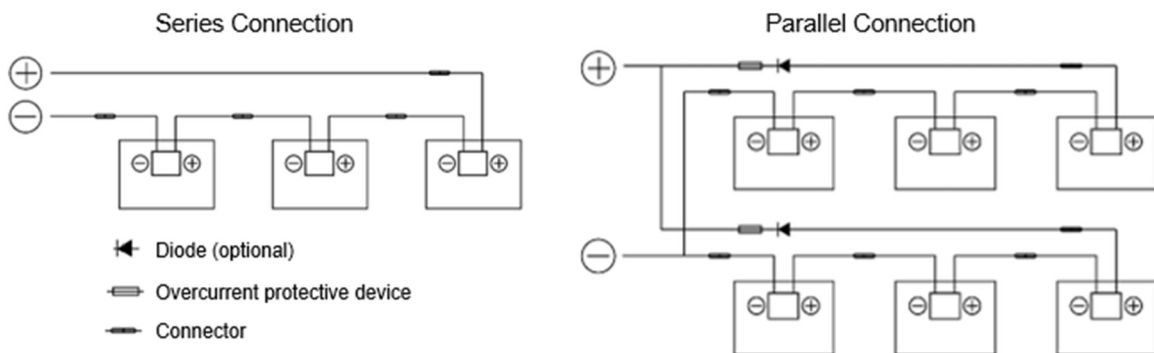 Series Connection
Parallel Connection
Diode (optional)
Overcurrent protective device
Connector